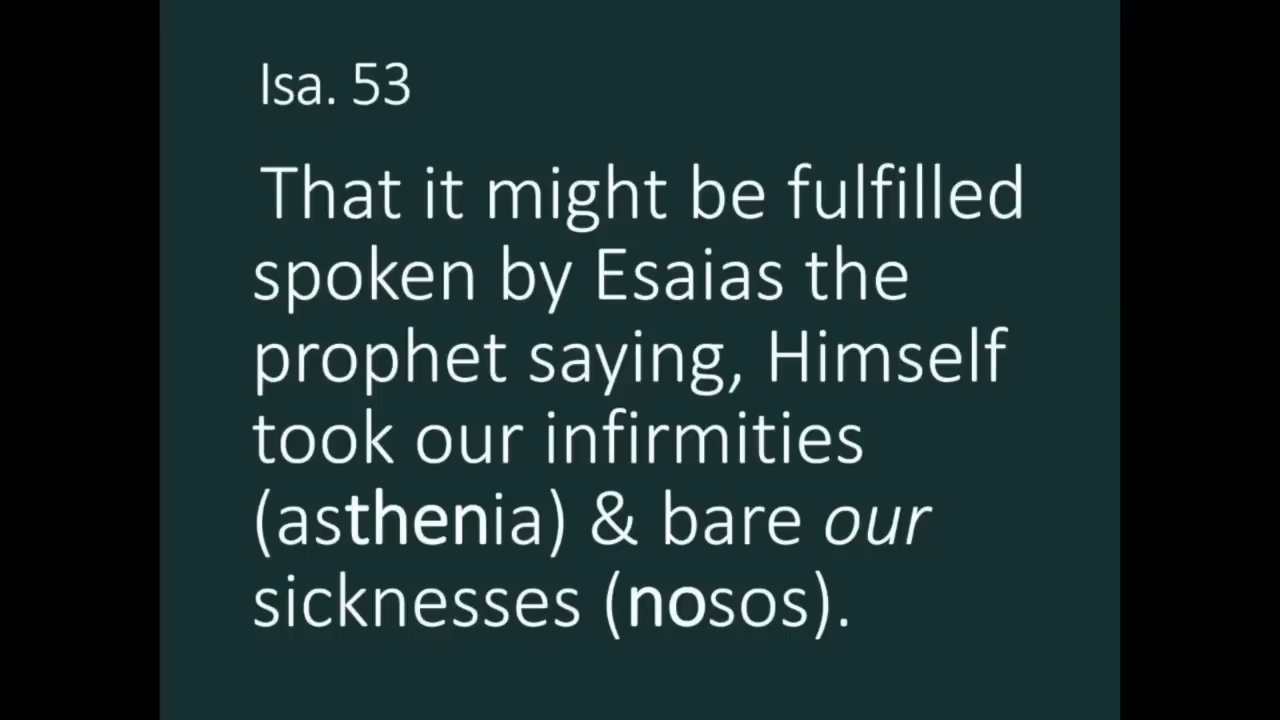 Isa. 53
That it might be fulfilled
spoken by Esaias the
prophet saying, Himself
took our infirmities
(asthenia) & bare our
sicknesses (nosos).